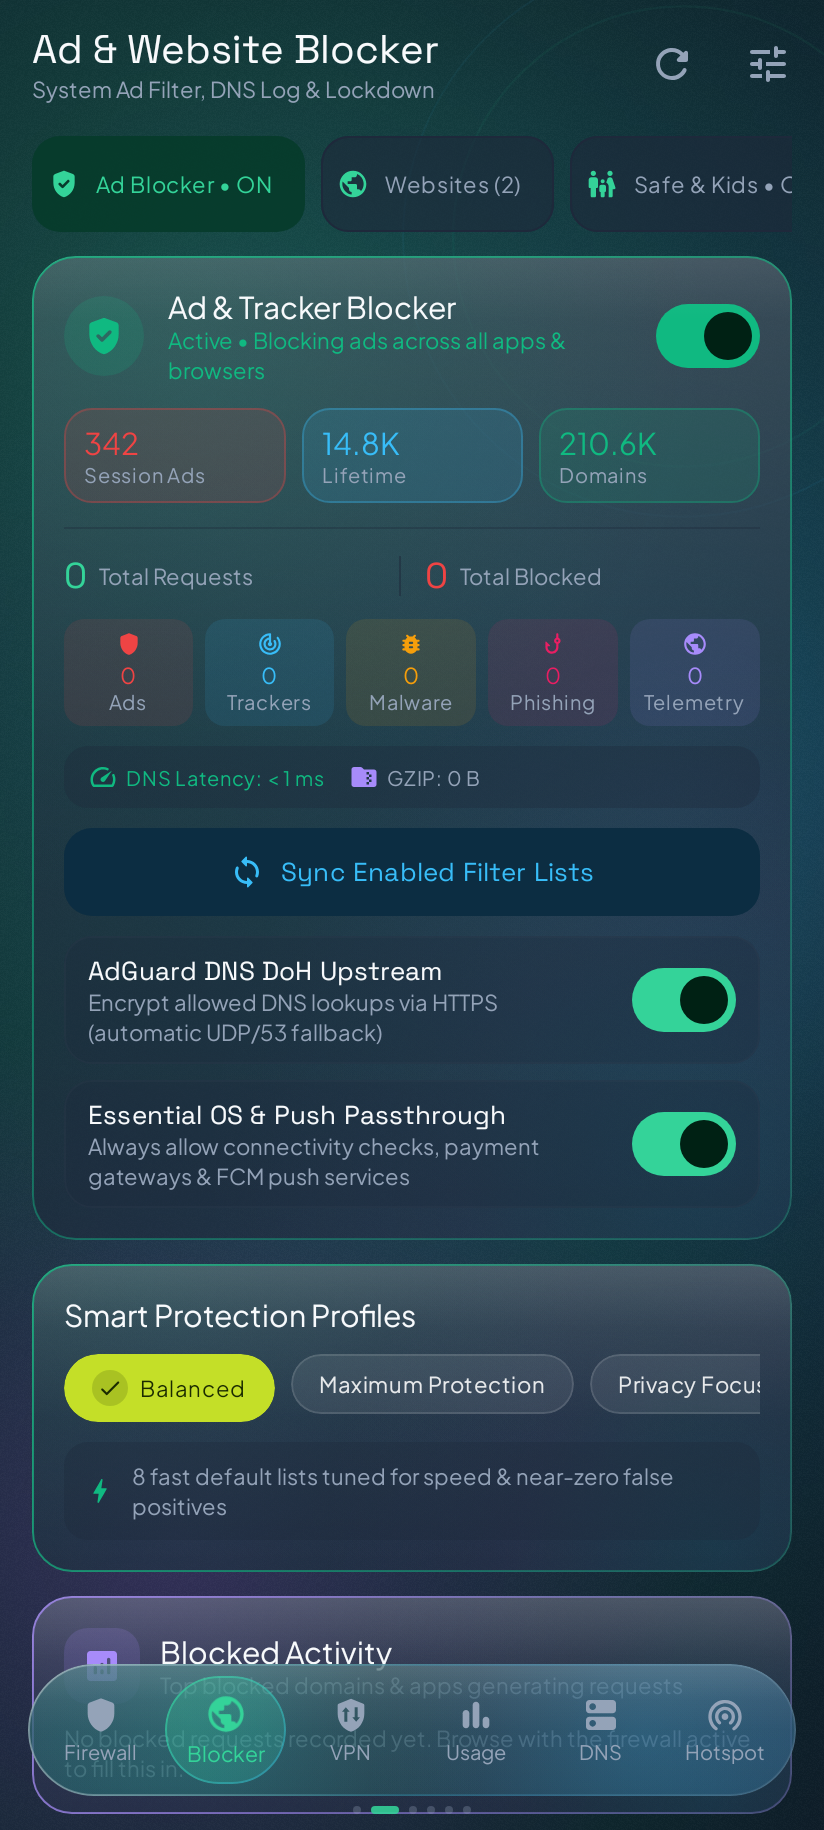 Ad & Website Blocker
System Ad Filter, DNS Log & Lockdown
Ad Blocker • ON
Websites (2)
Safe & Kids •
Ad & Tracker Blocker
Active • Blocking ads across all apps &
browsers
342
Session Ads
14.8K
Lifetime
210.6K
Domains
0 Total Requests
0 Total Blocked
0
Ads
0
Trackers
0
Malware
0
Phishing
0
Telemetry
DNS Latency: < 1 ms
GZIP: 0 B
Sync Enabled Filter Lists
AdGuard DNS DoH Upstream
Encrypt allowed DNS lookups via HTTPS
(automatic UDP/53 fallback)
Essential OS & Push Passthrough
Always allow connectivity checks, payment
gateways & FCM push services
Smart Protection Profiles
Balanced
Maximum Protection
Privacy Focus
8 fast default lists tuned for speed & near-zero false
positives
Blocked Activity
Top blocked domains & apps generating requests
No blocked requests recorded yet. Browse with the firewall active
to fill this in.
Firewall
Blocker
VPN
Usage
DNS
Hotspot